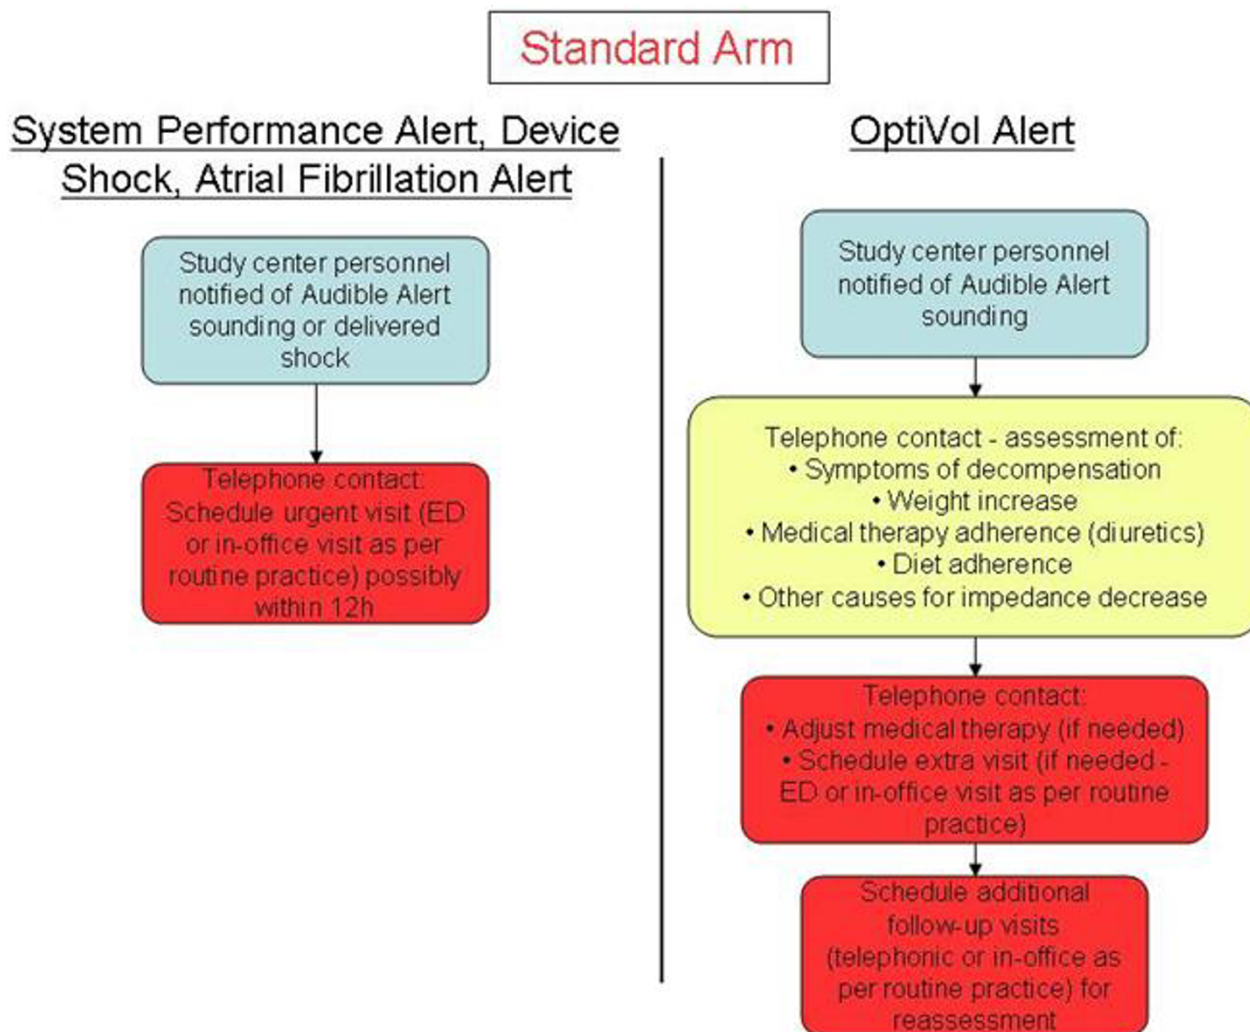 Standard Arm
System Performance Alert, Device
Shock, Atrial Fibrillation Alert
Study center personnel
notified of Audible Alert
sounding or delivered
shock
Telephone contact:
Schedule urgent visit (ED
or in-office visit as per
routine practice) possibly
within 12h
OptiVol Alert
Study center personnel
notified of Audible Alert
sounding
Telephone contact - assessment of:
• Symptoms of decompensation
• Weight increase
• Medical therapy adherence (diuretics)
• Diet adherence
• Other causes for impedance decrease
Telephone contact:
• Adjust medical therapy (if needed)
• Schedule extra visit (if needed -
ED or in-office visit as per routine
practice)
Schedule additional
follow-up visits
(telephonic or in-office as
per routine practice) for
reassessment